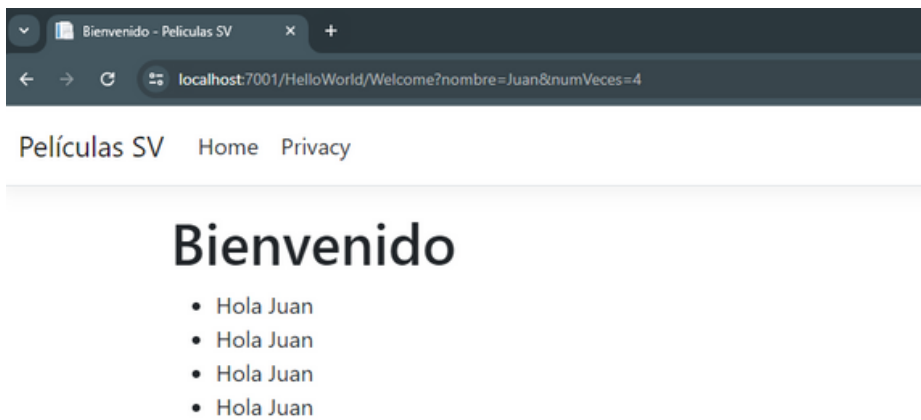 Bienvenido - Peliculas SV
localhost:7001/HelloWorld/Welcome?nombre=Juan&numVeces=4
Películas SV Home Privacy
Bienvenido
• Hola Juan
• Hola Juan
• Hola Juan
• Hola Juan